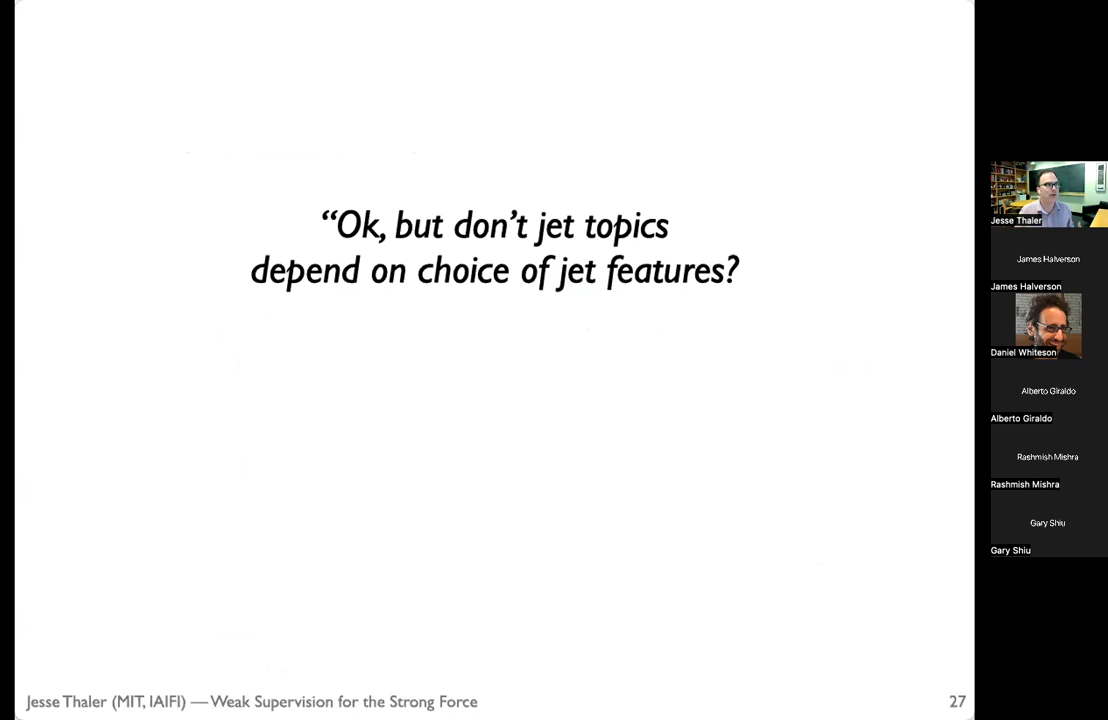 “Ok, but don’t jet topics
depend on choice of jet features?
Jesse Thaler (MIT, IAIFI) — Weak Supervision for the Strong Force
27
Jesse Thaler
James Halverson
James Halverson
Daniel Whiteson
Alberto Giraldo
Alberto Giraldo
Rashmish Mishra
Rashmish Mishra
Gary Shiu
Gary Shiu